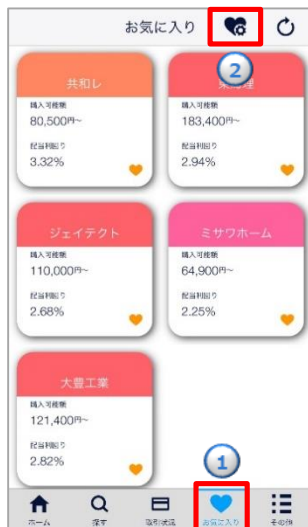 お気に入り
2
共和レ
購入可能額
80,500円〜
配当利回り
3.32%
購入可能額
183,400円〜
配当利回り
2.94%
ジェイテクト
購入可能額
110,000円〜
配当利回り
2.68%
ミサワホーム
購入可能額
64,900円〜
配当利回り
2.25%
大豊工業
購入可能額
121,400円〜
配当利回り
2.82%
1
ホーム
探す
取引状況
お気に入り
その他